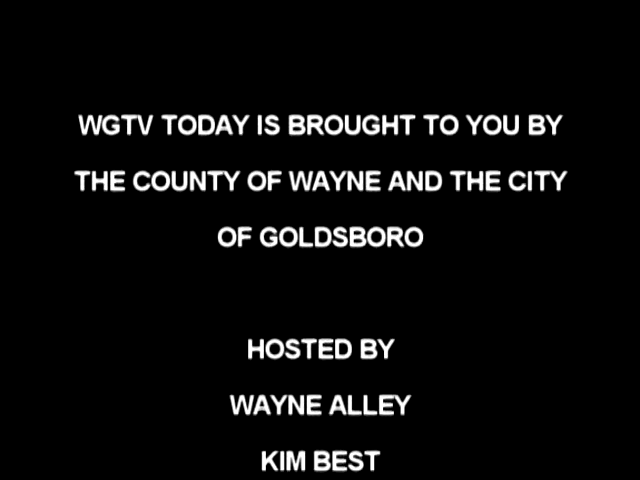 WGTV TODAY IS BROUGHT TO YOU BY
THE COUNTY OF WAYNE AND THE CITY
OF GOLDSBORO
HOSTED BY
WAYNE ALLEY
KIM BEST